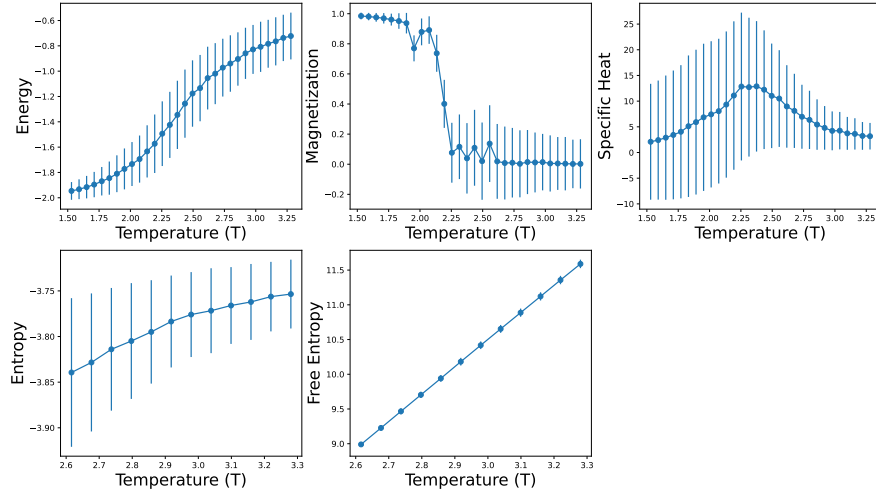 Energy
−0.6
−0.8
−1.0
−1.2
−1.4
−1.6
−1.8
−2.0
1.50 1.75 2.00 2.25 2.50 2.75 3.00 3.25
Temperature (T)
Magnetization
1.0
0.8
0.6
0.4
0.2
0.0
−0.2
1.50 1.75 2.00 2.25 2.50 2.75 3.00 3.25
Temperature (T)
Specific Heat
25
20
15
10
5
0
−5
−10
1.50 1.75 2.00 2.25 2.50 2.75 3.00 3.25
Temperature (T)
Entropy
−3.75
−3.80
−3.85
−3.90
2.6 2.7 2.8 2.9 3.0 3.1 3.2 3.3
Temperature (T)
Free Entropy
11.5
11.0
10.5
10.0
9.5
9.0
2.6 2.7 2.8 2.9 3.0 3.1 3.2 3.3
Temperature (T)